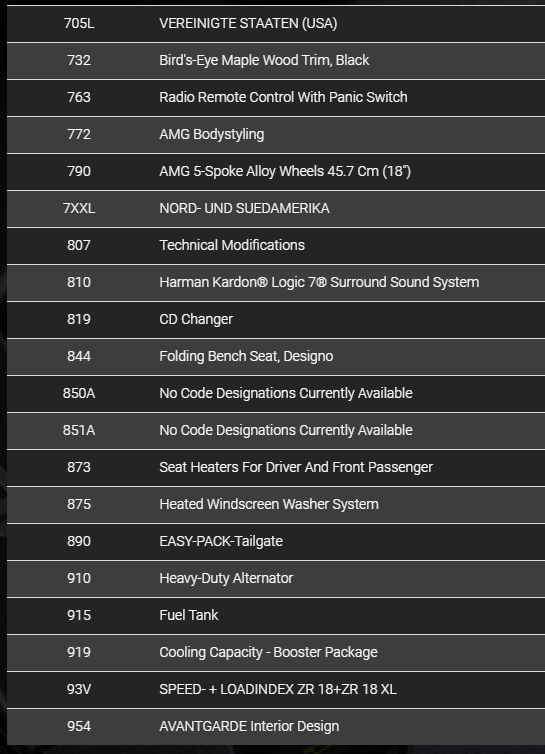 705L VEREINIGTE STAATEN (USA)
732 Bird's-Eye Maple Wood Trim, Black
763 Radio Remote Control With Panic Switch
772 AMG Bodystyling
790 AMG 5-Spoke Alloy Wheels 45.7 Cm (18")
7XXL NORD- UND SUEDAMERIKA
807 Technical Modifications
810 Harman Kardon® Logic 7® Surround Sound System
819 CD Changer
844 Folding Bench Seat, Designo
850A No Code Designations Currently Available
851A No Code Designations Currently Available
873 Seat Heaters For Driver And Front Passenger
875 Heated Windscreen Washer System
890 EASY-PACK-Tailgate
910 Heavy-Duty Alternator
915 Fuel Tank
919 Cooling Capacity - Booster Package
93V SPEED- + LOADINDEX ZR 18+ZR 18 XL
954 AVANTGARDE Interior Design